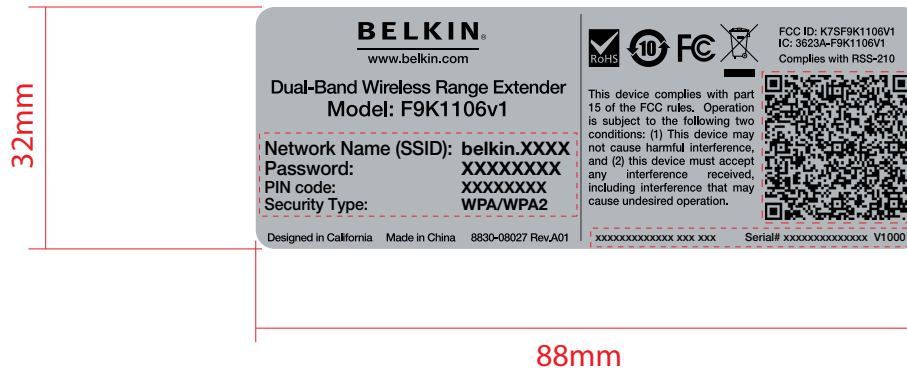 32mm
BELKIN®
www.belkin.com
Dual-Band Wireless Range Extender
Model: F9K1106v1
Network Name (SSID): belkin.XXXX
Password: XXXXXXXX
PIN code: XXXXXXXX
Security Type: WPA/WPA2
Designed in California Made in China 8830-08027 Rev.A01
RoHS
10
FC
FCC ID: K7SF9K1106V1
IC: 3623A-F9K1106V1
Complies with RSS-210
This device complies with part
15 of the FCC rules. Operation
is subject to the following two
conditions: (1) This device may
not cause harmful interference,
and (2) this device must accept
any interference received,
including interference that may
cause undesired operation.
xxxxxxxxxxxxx xxx xxx Serial# xxxxxxxxxxxxxx V1000
88mm